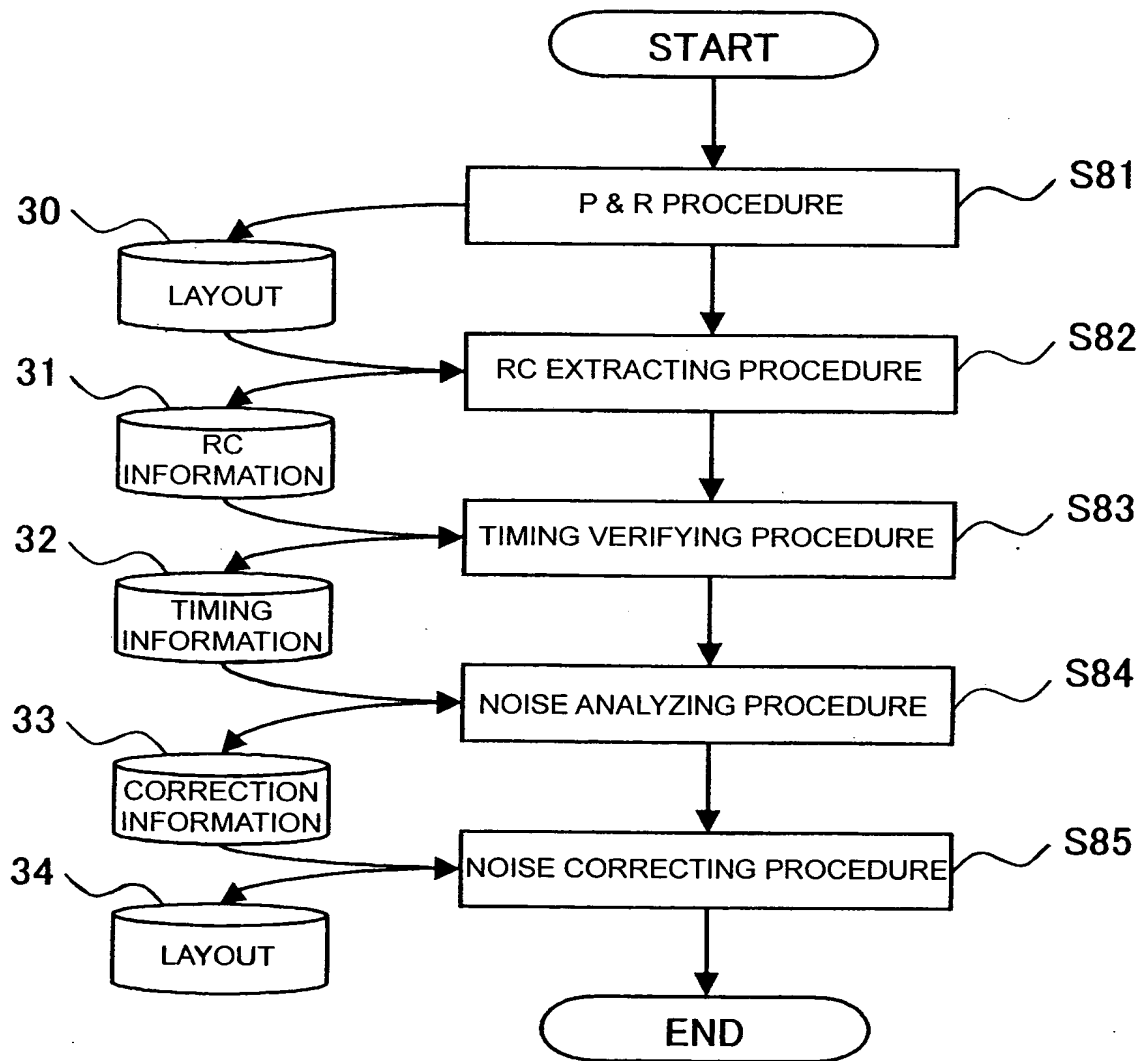 START
P & R PROCEDURE
S81
30
LAYOUT
RC EXTRACTING PROCEDURE
S82
31
RC
INFORMATION
TIMING VERIFYING PROCEDURE
S83
32
TIMING
INFORMATION
NOISE ANALYZING PROCEDURE
S84
33
CORRECTION
INFORMATION
NOISE CORRECTING PROCEDURE
S85
34
LAYOUT
END